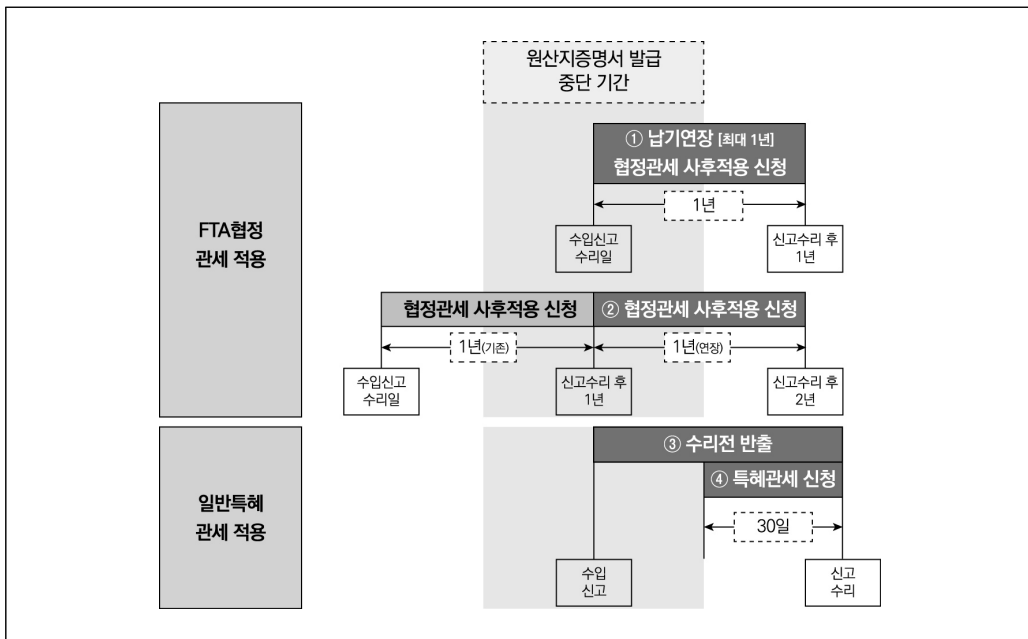 원산지증명서 발급
중단 기간
FTA협정
관세 적용
① 납기연장 [최대 1년]
협정관세 사후적용 신청
1년
수입신고
수리일
신고수리 후
1년
협정관세 사후적용 신청
② 협정관세 사후적용 신청
1년(기존)
1년(연장)
수입신고
수리일
신고수리 후
1년
신고수리 후
2년
일반특혜
관세 적용
③ 수리전 반출
④ 특혜관세 신청
30일
수입
신고
신고
수리